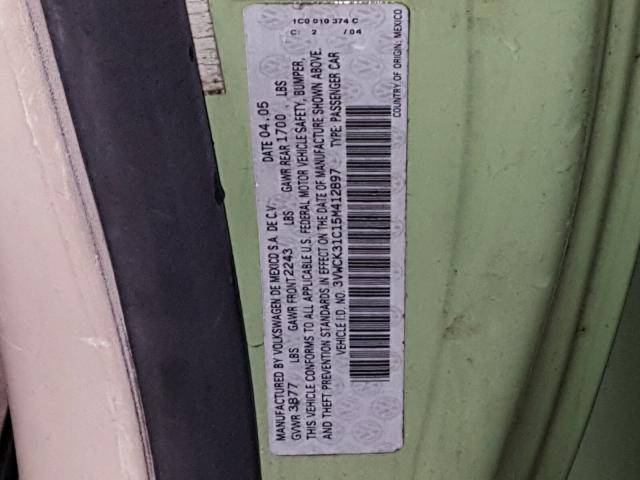 MANUFACTURED BY VOLKSWAGEN DE MEXICO S.A. DE C.V. DATE 04.05
GVWR 3877 LBS GAWR FRONT 2243 LBS GAWR REAR 1700 LBS
THIS VEHICLE CONFORMS TO ALL APPLICABLE U.S. FEDERAL MOTOR VEHICLE SAFETY, BUMPER,
AND THEFT PREVENTION STANDARDS IN EFFECT ON THE DATE OF MANUFACTURE SHOWN ABOVE.
VEHICLE I.D. NO. 3VWCK31C15M412897 TYPE: PASSENGER CAR
COUNTRY OF ORIGIN: MEXICO
1C0 010 374 C
C 2 /04